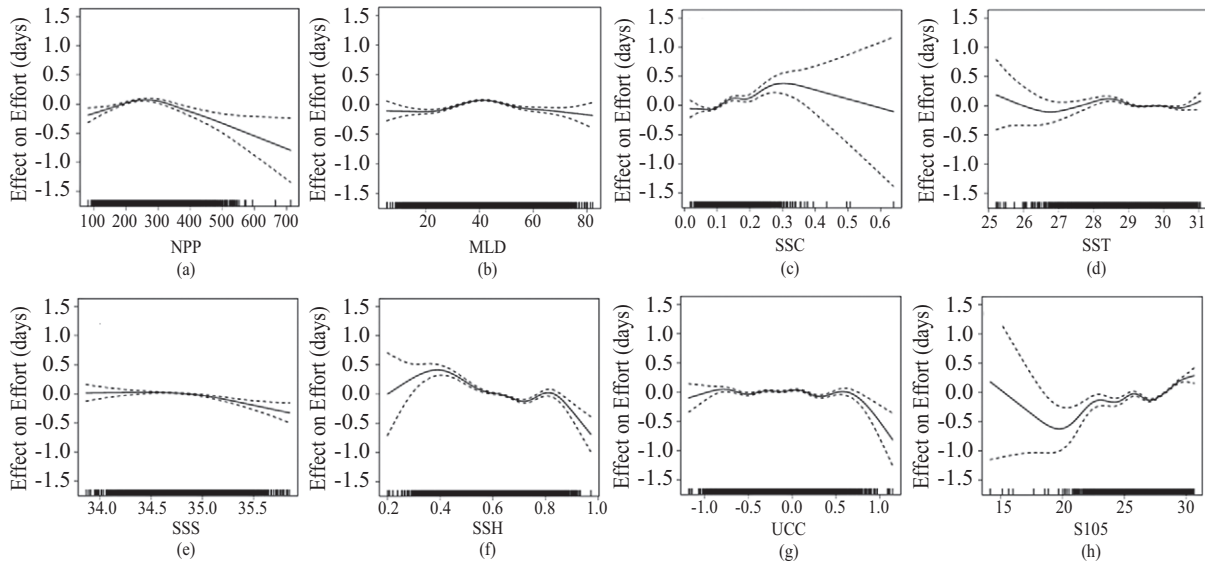 Effect on Effort (days)
1.5
1.0
0.5
0.0
-0.5
-1.0
-1.5
100 200 300 400 500 600 700
NPP
(a)
Effect on Effort (days)
1.5
1.0
0.5
0.0
-0.5
-1.0
-1.5
20 40 60 80
MLD
(b)
Effect on Effort (days)
1.5
1.0
0.5
0.0
-0.5
-1.0
-1.5
0.0 0.1 0.2 0.3 0.4 0.5 0.6
SSC
(c)
Effect on Effort (days)
1.5
1.0
0.5
0.0
-0.5
-1.0
-1.5
25 26 27 28 29 30 31
SST
(d)
Effect on Effort (days)
1.5
1.0
0.5
0.0
-0.5
-1.0
-1.5
34.0 34.5 35.0 35.5
SSS
(e)
Effect on Effort (days)
1.5
1.0
0.5
0.0
-0.5
-1.0
-1.5
0.2 0.4 0.6 0.8 1.0
SSH
(f)
Effect on Effort (days)
1.5
1.0
0.5
0.0
-0.5
-1.0
-1.5
-1.0 -0.5 0.0 0.5 1.0
UCC
(g)
Effect on Effort (days)
1.5
1.0
0.5
0.0
-0.5
-1.0
-1.5
15 20 25 30
S105
(h)